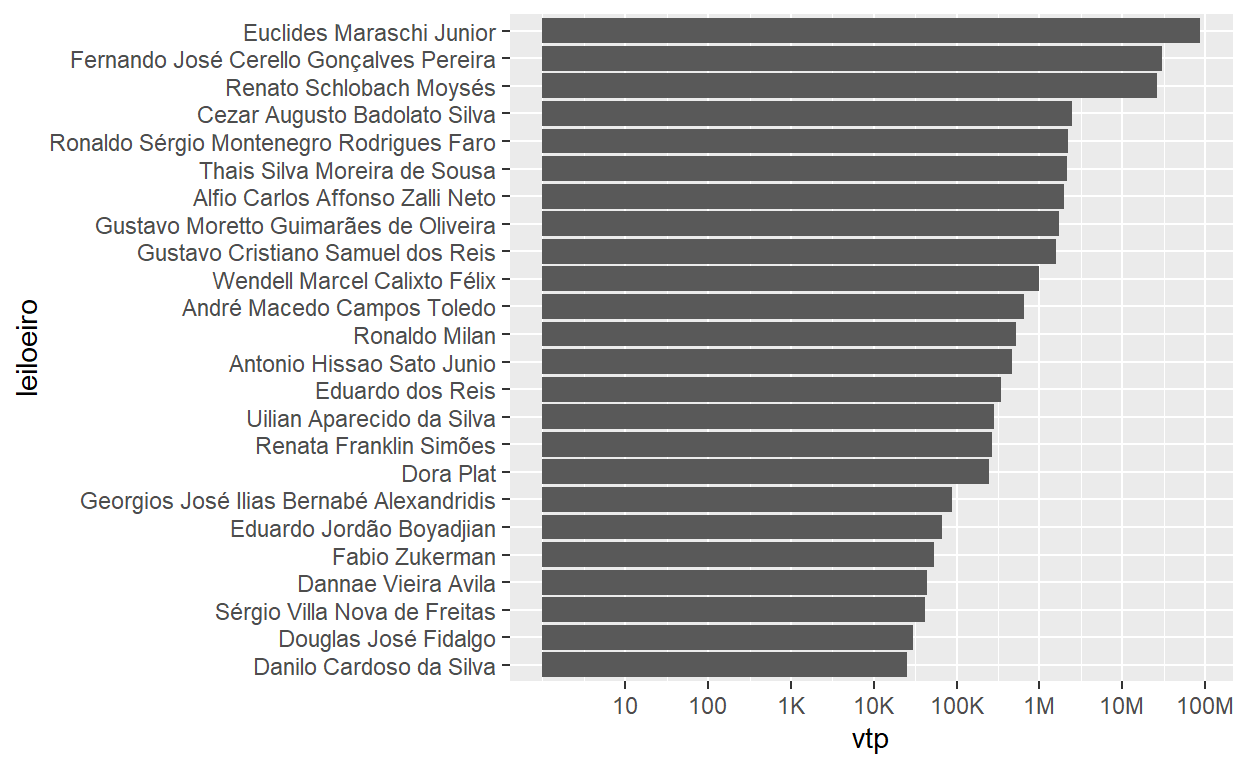 Euclides Maraschi Junior
Fernando José Cerello Gonçalves Pereira
Renato Schlobach Moysés
Cezar Augusto Badolato Silva
Ronaldo Sérgio Montenegro Rodrigues Faro
Thais Silva Moreira de Sousa
Alfio Carlos Affonso Zalli Neto
Gustavo Moretto Guimarães de Oliveira
Gustavo Cristiano Samuel dos Reis
Wendell Marcel Calixto Félix
André Macedo Campos Toledo
Ronaldo Milan
Antonio Hissao Sato Junio
Eduardo dos Reis
Uilian Aparecido da Silva
Renata Franklin Simões
Dora Plat
Georgios José Ilias Bernabé Alexandridis
Eduardo Jordão Boyadjian
Fabio Zukerman
Dannae Vieira Avila
Sérgio Villa Nova de Freitas
Douglas José Fidalgo
Danilo Cardoso da Silva
leiloeiro
10 100 1K 10K 100K 1M 10M 100M
vtp